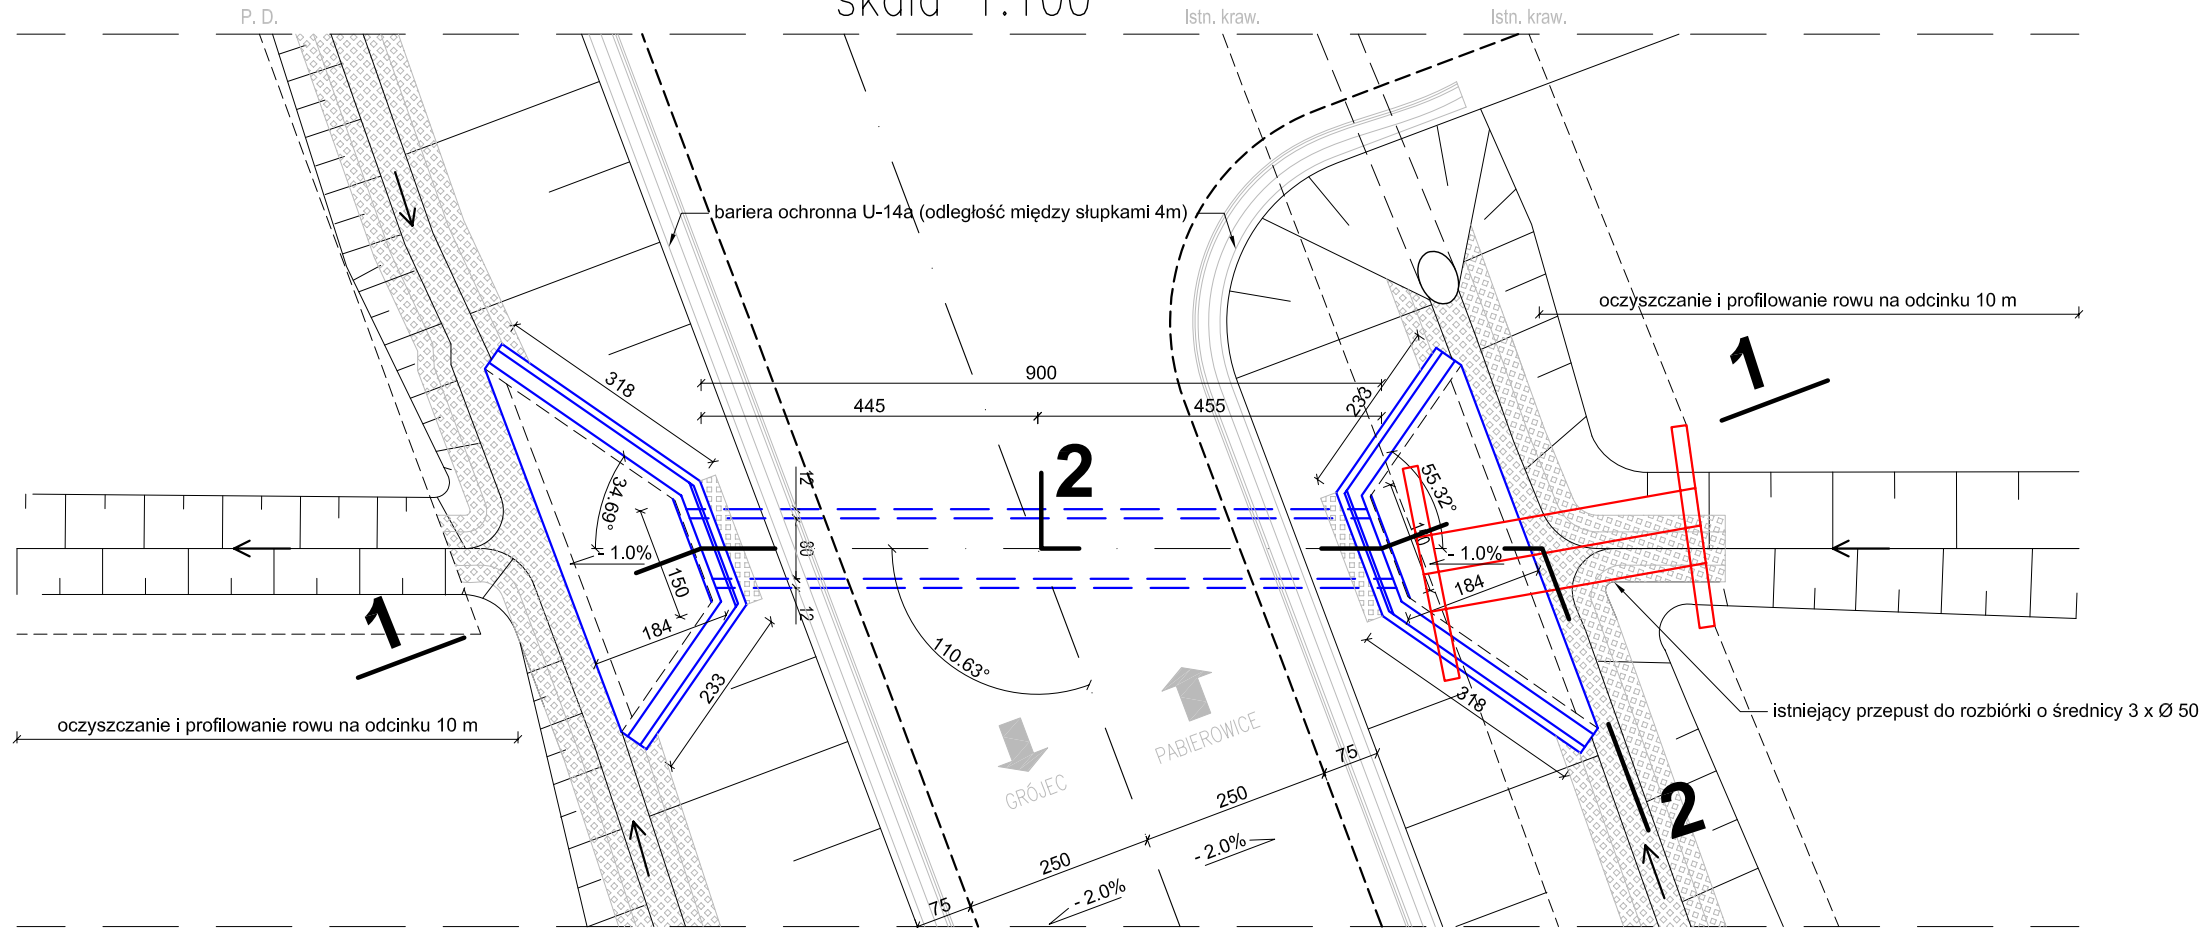 skala 1:100
P. D.
Istn. kraw.
Istn. kraw.
bariera ochronna U-14a (odległość między słupkami 4m)
oczyszczanie i profilowanie rowu na odcinku 10 m
1
318
900
233
445
455
2
12
34.69°
55.32°
80
- 1.0%
150
150
- 1.0%
184
12
1
184
110.63°
233
318
istniejący przepust do rozbiórki o średnicy 3 x Ø 50
oczyszczanie i profilowanie rowu na odcinku 10 m
PABIEROWICE
75
GRÓJEC
250
2
- 2.0%
250
- 2.0%
75